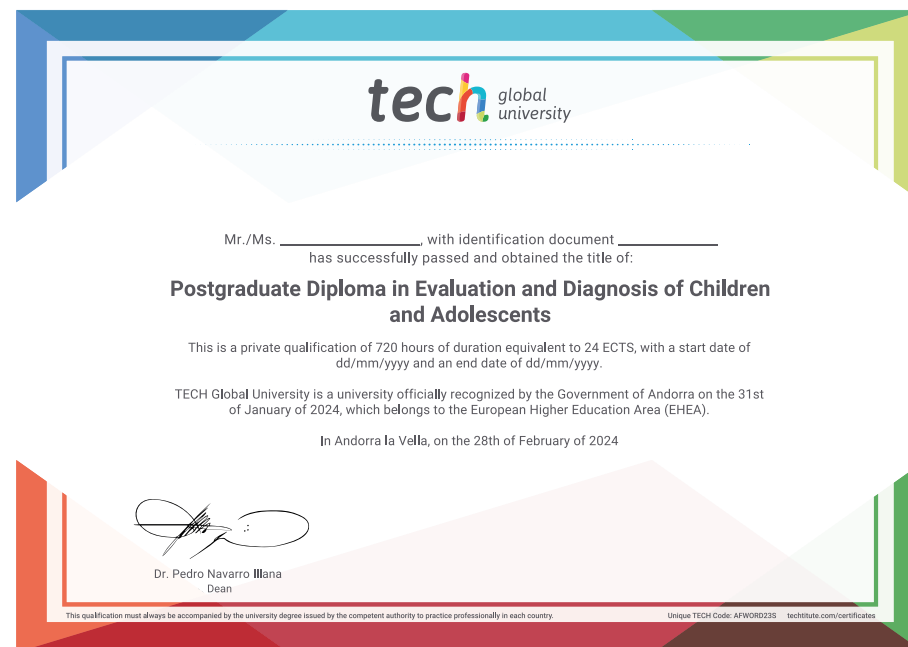 tech global
university
Mr./Ms. ____________, with identification document ____________
has successfully passed and obtained the title of:
Postgraduate Diploma in Evaluation and Diagnosis of Children
and Adolescents
This is a private qualification of 720 hours of duration equivalent to 24 ECTS, with a start date of
dd/mm/yyyy and an end date of dd/mm/yyyy.
TECH Global University is a university officially recognized by the Government of Andorra on the 31st
of January of 2024, which belongs to the European Higher Education Area (EHEA).
In Andorra la Vella, on the 28th of February of 2024
Dr. Pedro Navarro Illana
Dean
This qualification must always be accompanied by the university degree issued by the competent authority to practice professionally in each country.
Unique TECH Code: AFWORD23S techtitute.com/certificates